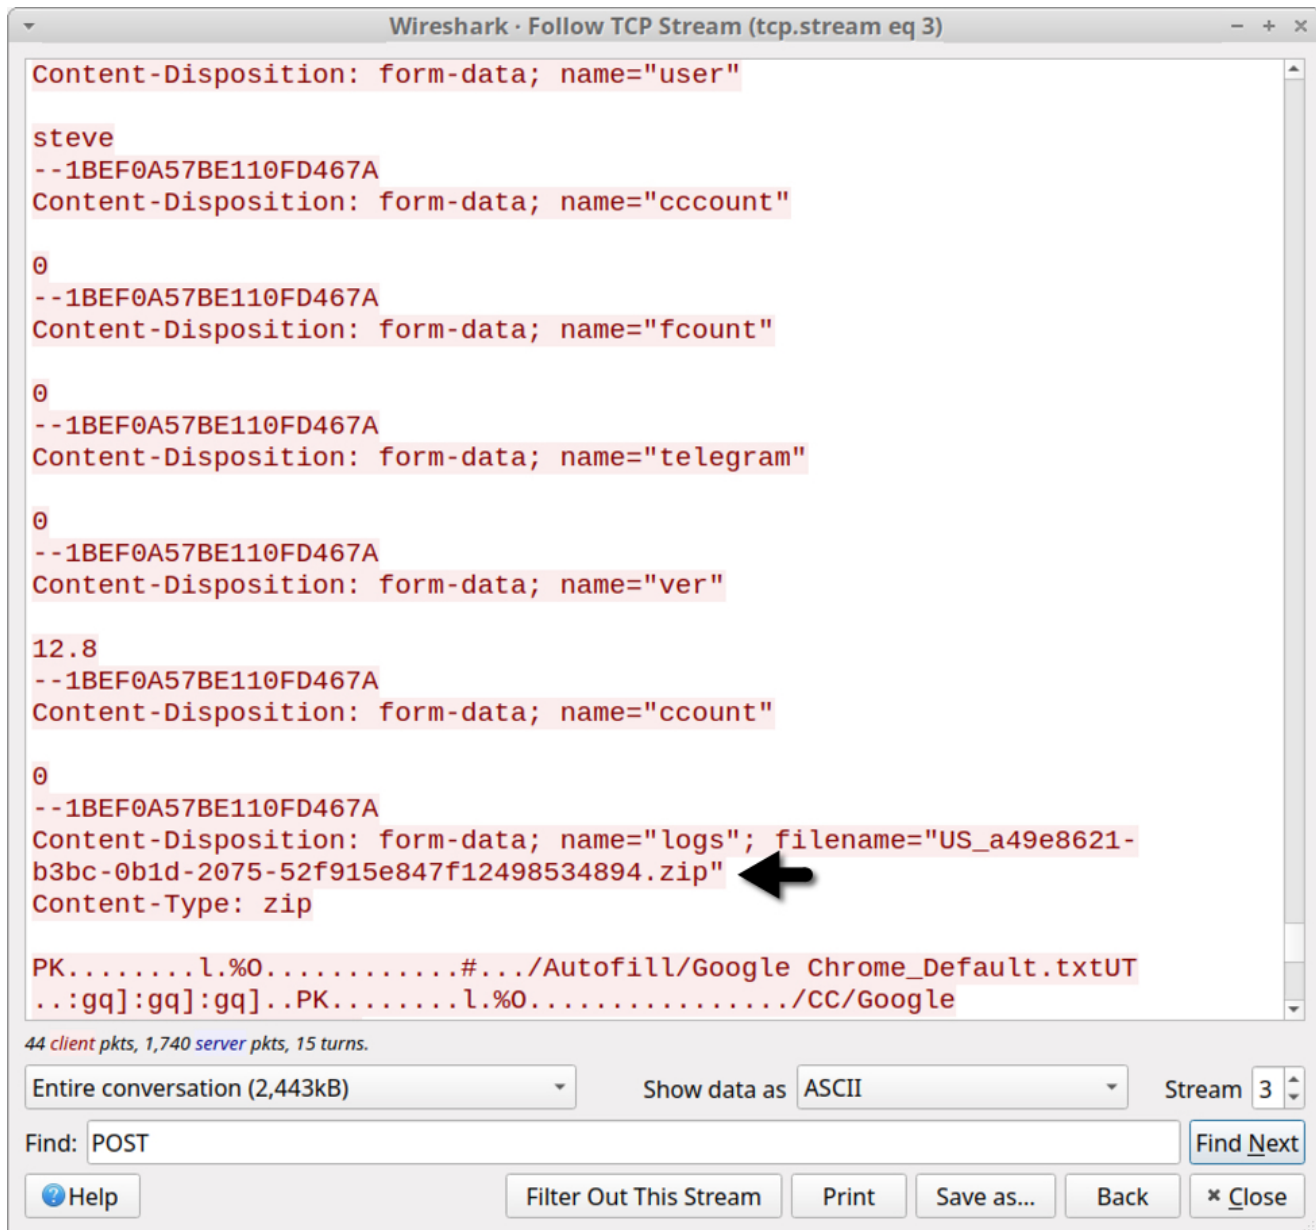 Wireshark · Follow TCP Stream (tcp.stream eq 3)
Content-Disposition: form-data; name="user"
steve
--1BEF0A57BE110FD467A
Content-Disposition: form-data; name="cccount"
0
--1BEF0A57BE110FD467A
Content-Disposition: form-data; name="fcount"
0
--1BEF0A57BE110FD467A
Content-Disposition: form-data; name="telegram"
0
--1BEF0A57BE110FD467A
Content-Disposition: form-data; name="ver"
12.8
--1BEF0A57BE110FD467A
Content-Disposition: form-data; name="ccount"
0
--1BEF0A57BE110FD467A
Content-Disposition: form-data; name="logs"; filename="US_a49e8621-
b3bc-0b1d-2075-52f915e847f12498534894.zip"
Content-Type: zip
PK........l.%O............#.../Autofill/Google Chrome_Default.txtUT
..:gq]:gq]:gq]..PK........l.%O................/CC/Google
44 client pkts, 1,740 server pkts, 15 turns.
Entire conversation (2,443kB) Show data as ASCII Stream 3
Find: POST Find Next
Help Filter Out This Stream Print Save as... Back Close